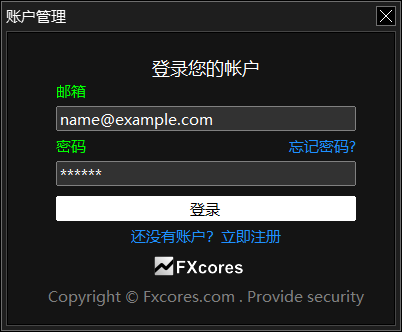 账户管理
登录您的帐户
邮箱
name@example.com
密码 忘记密码?
******
登录
还没有账户? 立即注册
FXcores
Copyright © Fxcores.com . Provide security